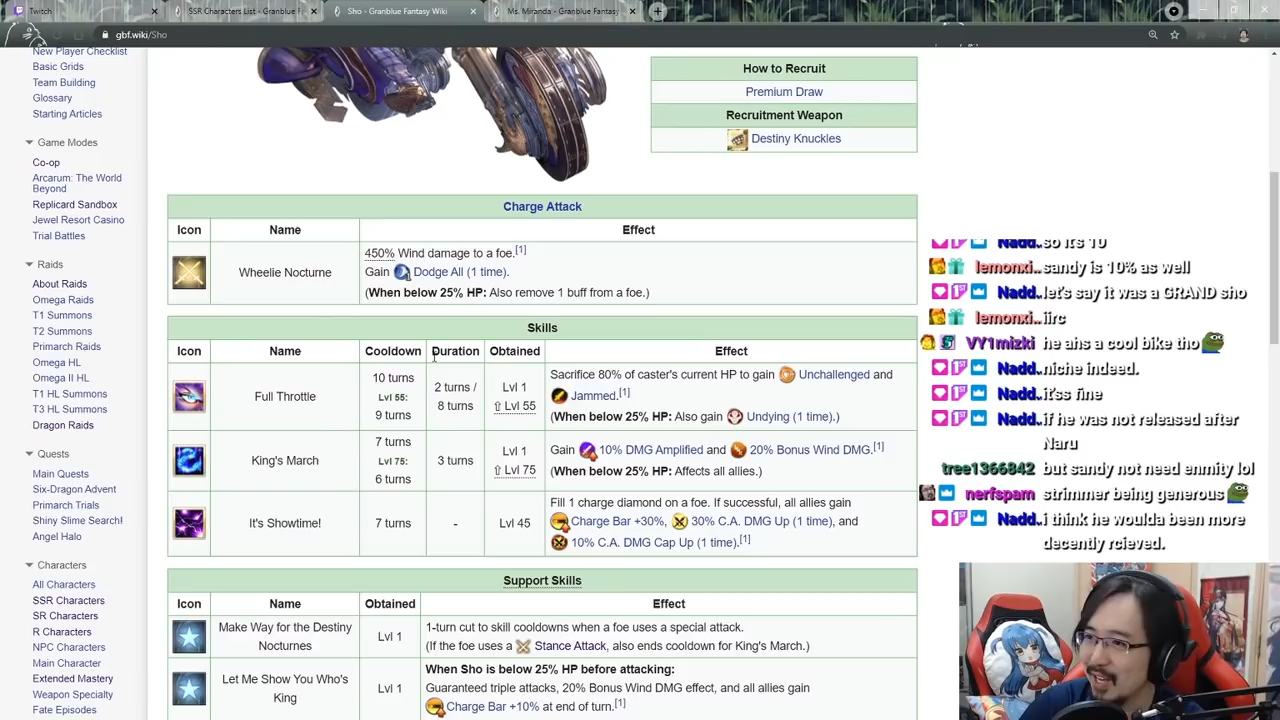 Twitch
SSR Characters List - Granblue F
Sho - Granblue Fantasy Wiki
Ms. Miranda - Granblue Fantasy
gbf.wiki/Sho
New Player Checklist
Basic Grids
Team Building
Glossary
Starting Articles
Game Modes
Co-op
Arcarum: The World
Beyond
Replicard Sandbox
Jewel Resort Casino
Trial Battles
Raids
About Raids
Omega Raids
T1 Summons
T2 Summons
Primarch Raids
Omega HL
Omega II HL
T1 HL Summons
T3 HL Summons
Dragon Raids
Quests
Main Quests
Six-Dragon Advent
Primarch Trials
Shiny Slime Search!
Angel Halo
Characters
All Characters
SSR Characters
SR Characters
R Characters
NPC Characters
Main Character
Extended Mastery
Weapon Specialty
Fate Episodes
How to Recruit
Premium Draw
Recruitment Weapon
Destiny Knuckles
Charge Attack
Icon Name Effect
Wheelie Nocturne
450% Wind damage to a foe.[1]
Gain Dodge All (1 time).
(When below 25% HP: Also remove 1 buff from a foe.)
Skills
Icon Name Cooldown Duration Obtained Effect
Full Throttle
10 turns
Lvl 55:
9 turns
2 turns /
8 turns
Lvl 1
⇧ Lvl 55
Sacrifice 80% of caster's current HP to gain Unchallenged and
Jammed.[1]
(When below 25% HP: Also gain Undying (1 time).)
King's March
7 turns
Lvl 75:
6 turns
3 turns
Lvl 1
⇧ Lvl 75
Gain 10% DMG Amplified and 20% Bonus Wind DMG.[1]
(When below 25% HP: Affects all allies.)
It's Showtime!
7 turns
-
Lvl 45
Fill 1 charge diamond on a foe. If successful, all allies gain
Charge Bar +30%, 30% C.A. DMG Up (1 time), and
10% C.A. DMG Cap Up (1 time).[1]
Support Skills
Icon Name Obtained Effect
Make Way for the Destiny
Nocturnes
Lvl 1
1-turn cut to skill cooldowns when a foe uses a special attack.
(If the foe uses a Stance Attack, also ends cooldown for King's March.)
Let Me Show You Who's
King
Lvl 1
When Sho is below 25% HP before attacking:
Guaranteed triple attacks, 20% Bonus Wind DMG effect, and all allies gain
Charge Bar +10% at end of turn.[1]
Nadd.. so it's 10
lemonxi.. sandy is 10% as well
Nadd.. let's say it was a GRAND sho
lemonxi.. iirc
VY1mizki he ahs a cool bike tho
Nadd.. niche indeed.
Nadd.. it'ss fine
Nadd.. if he was not released after
Naru
tree1366842 but sandy not need enmity lol
nerfspam strimmer being generous
Nadd.. i think he woulda been more
decently rcieved.